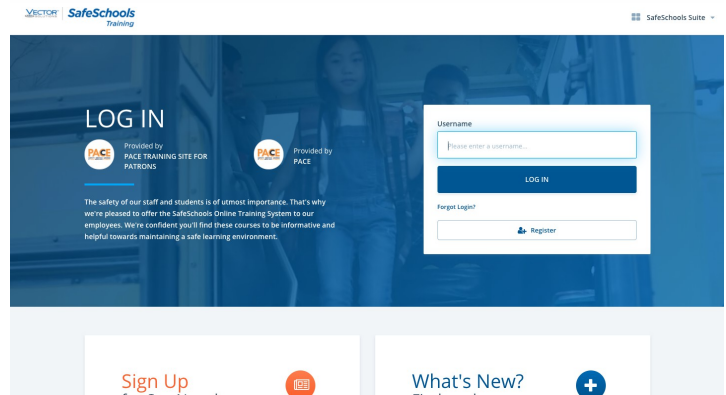 VECTOR SafeSchools
Training
SafeSchools Suite
LOG IN
PACE
Provided by
PACE TRAINING SITE FOR
PATRONS
PACE
Provided by
PACE
The safety of our staff and students is of utmost importance. That's why
we're pleased to offer the SafeSchools Online Training System to our
employees. We're confident you'll find these courses to be informative and
helpful towards maintaining a safe learning environment.
Username
Please enter a username...
LOG IN
Forgot Login?
Register
Sign Up
What's New?